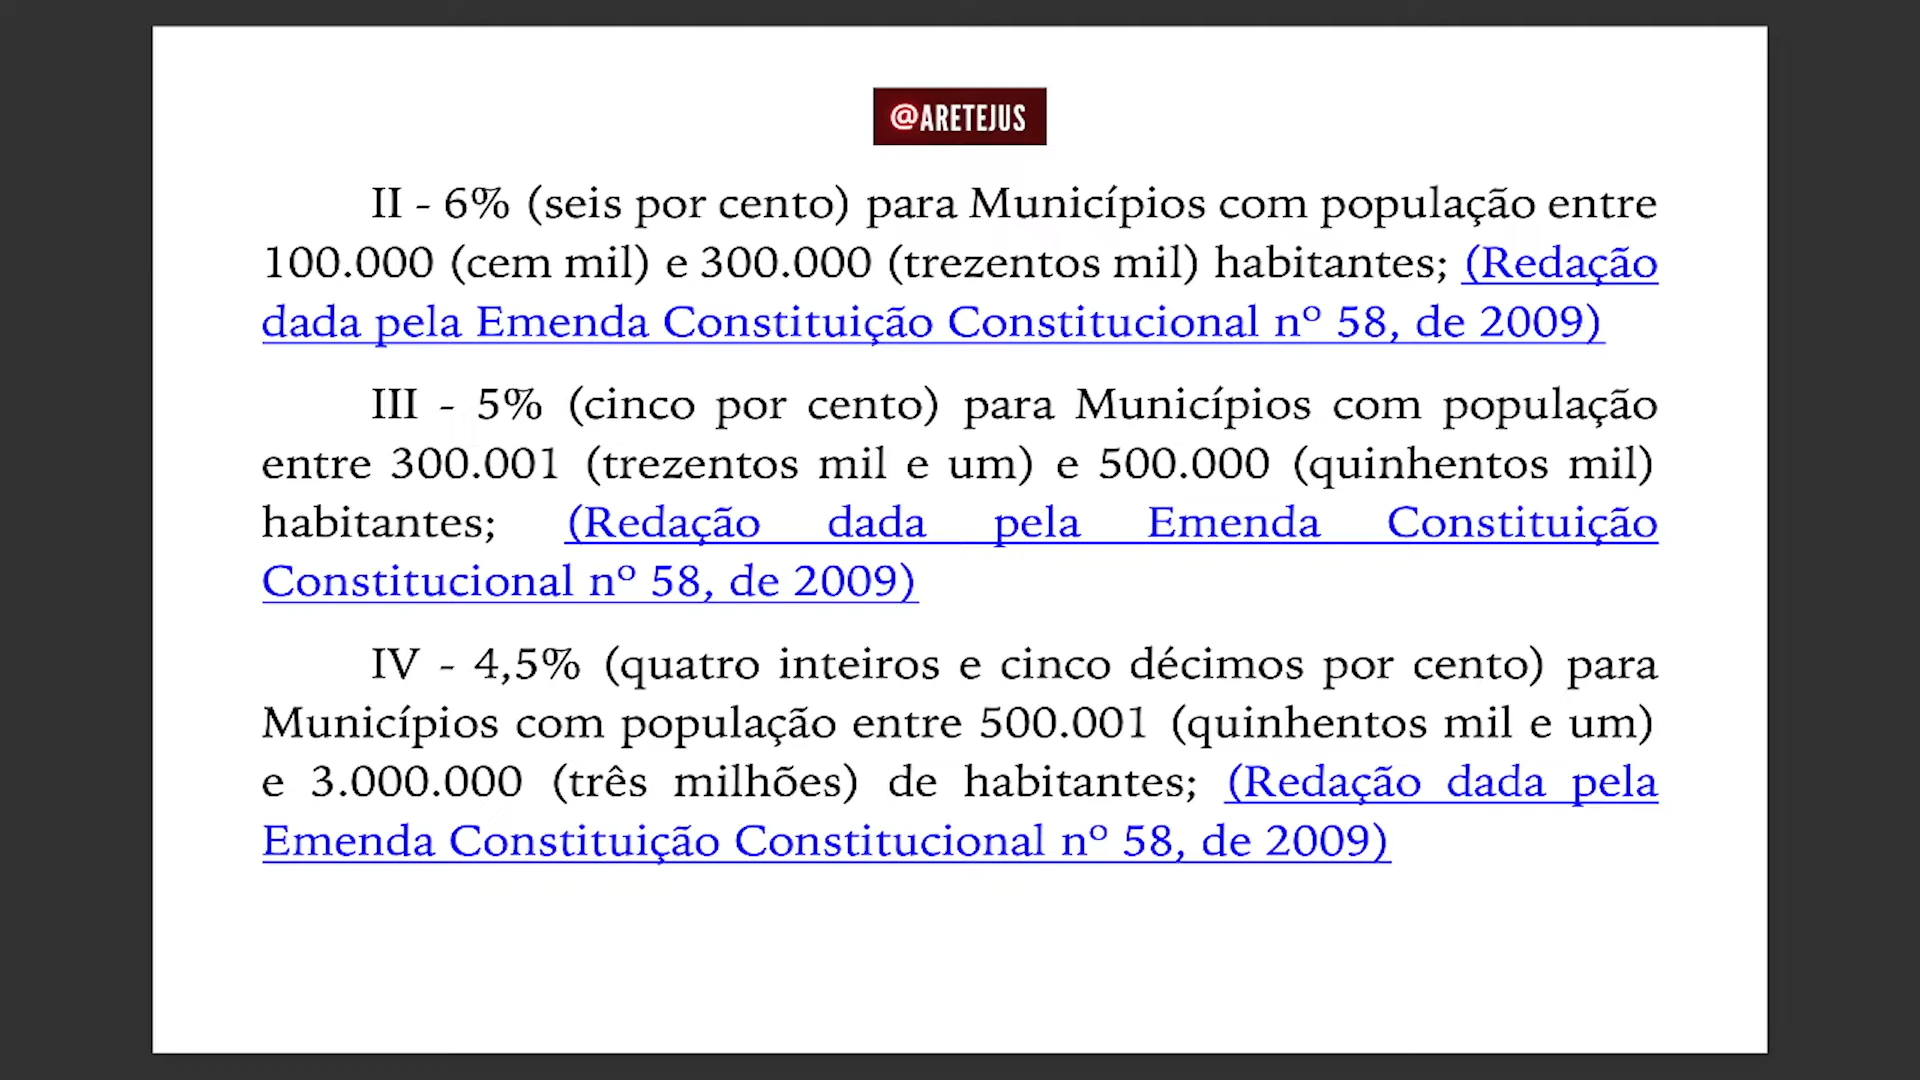 @ARETEJUS
II - 6% (seis por cento) para Municípios com população entre
100.000 (cem mil) e 300.000 (trezentos mil) habitantes; (Redação
dada pela Emenda Constituição Constitucional nº 58, de 2009)
III - 5% (cinco por cento) para Municípios com população
entre 300.001 (trezentos mil e um) e 500.000 (quinhentos mil)
habitantes; (Redação dada pela Emenda Constituição
Constitucional nº 58, de 2009)
IV - 4,5% (quatro inteiros e cinco décimos por cento) para
Municípios com população entre 500.001 (quinhentos mil e um)
e 3.000.000 (três milhões) de habitantes; (Redação dada pela
Emenda Constituição Constitucional nº 58, de 2009)